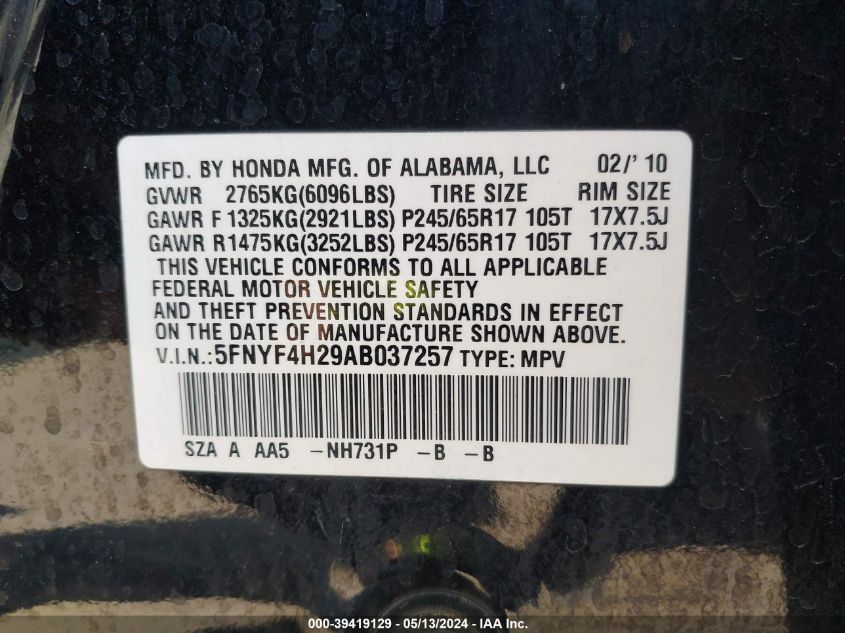 MFD. BY HONDA MFG. OF ALABAMA, LLC 02/' 10
GVWR 2765KG(6096LBS) TIRE SIZE RIM SIZE
GAWR F 1325KG(2921LBS) P245/65R17 105T 17X7.5J
GAWR R1475KG(3252LBS) P245/65R17 105T 17X7.5J
THIS VEHICLE CONFORMS TO ALL APPLICABLE
FEDERAL MOTOR VEHICLE SAFETY
AND THEFT PREVENTION STANDARDS IN EFFECT
ON THE DATE OF MANUFACTURE SHOWN ABOVE.
V.I.N.: 5FNYF4H29AB037257 TYPE: MPV
SZA A AA5 -NH731P -B -B
000-39419129 - 05/13/2024 - IAA Inc.